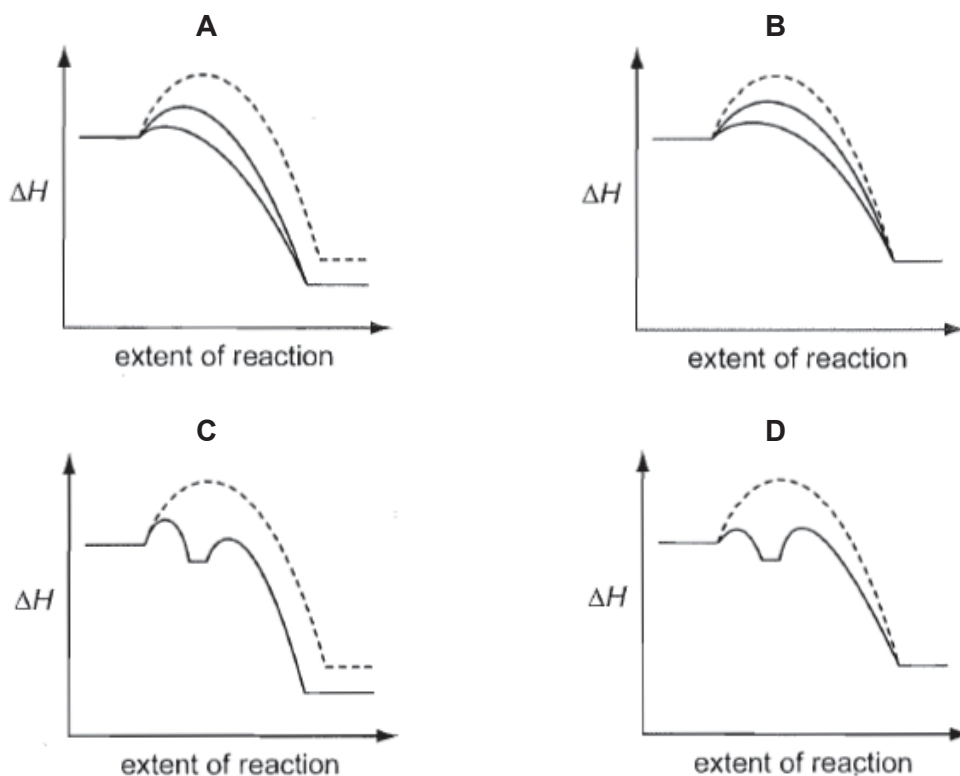 A
ΔH
extent of reaction
B
ΔH
extent of reaction
C
ΔH
extent of reaction
D
ΔH
extent of reaction